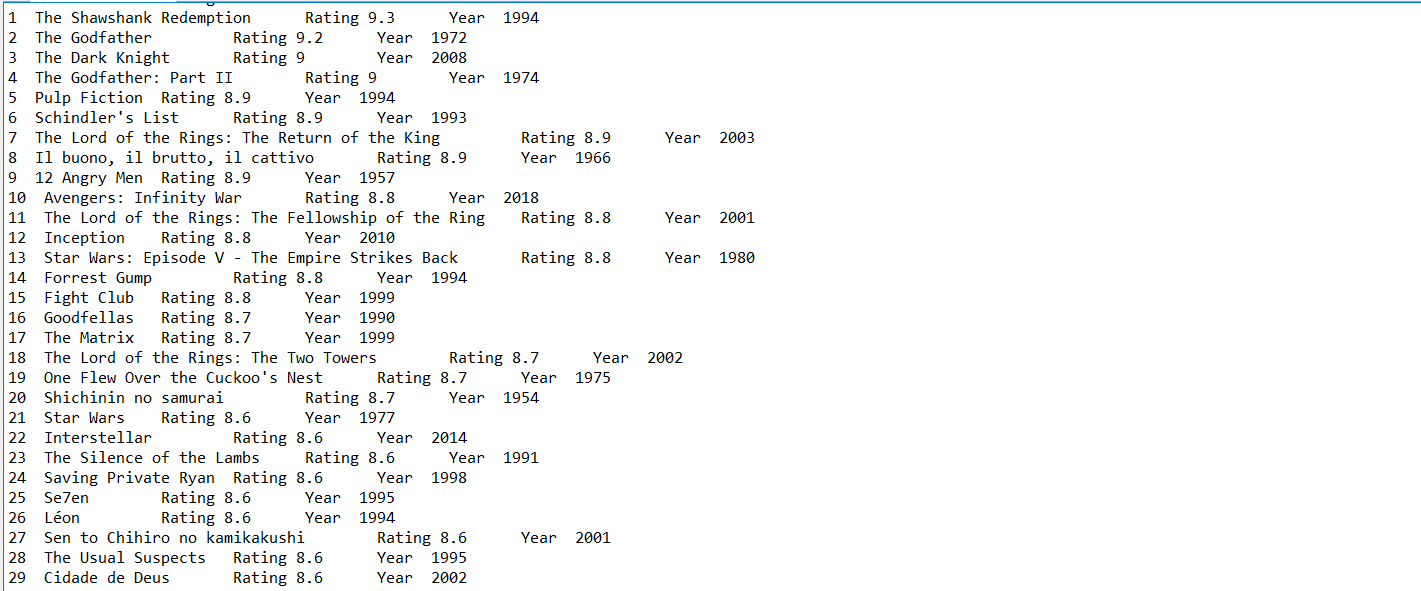 1 The Shawshank Redemption Rating 9.3 Year 1994
2 The Godfather Rating 9.2 Year 1972
3 The Dark Knight Rating 9 Year 2008
4 The Godfather: Part II Rating 9 Year 1974
5 Pulp Fiction Rating 8.9 Year 1994
6 Schindler's List Rating 8.9 Year 1993
7 The Lord of the Rings: The Return of the King Rating 8.9 Year 2003
8 Il buono, il brutto, il cattivo Rating 8.9 Year 1966
9 12 Angry Men Rating 8.9 Year 1957
10 Avengers: Infinity War Rating 8.8 Year 2018
11 The Lord of the Rings: The Fellowship of the Ring Rating 8.8 Year 2001
12 Inception Rating 8.8 Year 2010
13 Star Wars: Episode V - The Empire Strikes Back Rating 8.8 Year 1980
14 Forrest Gump Rating 8.8 Year 1994
15 Fight Club Rating 8.8 Year 1999
16 Goodfellas Rating 8.7 Year 1990
17 The Matrix Rating 8.7 Year 1999
18 The Lord of the Rings: The Two Towers Rating 8.7 Year 2002
19 One Flew Over the Cuckoo's Nest Rating 8.7 Year 1975
20 Shichinin no samurai Rating 8.7 Year 1954
21 Star Wars Rating 8.6 Year 1977
22 Interstellar Rating 8.6 Year 2014
23 The Silence of the Lambs Rating 8.6 Year 1991
24 Saving Private Ryan Rating 8.6 Year 1998
25 Se7en Rating 8.6 Year 1995
26 Léon Rating 8.6 Year 1994
27 Sen to Chihiro no kamikakushi Rating 8.6 Year 2001
28 The Usual Suspects Rating 8.6 Year 1995
29 Cidade de Deus Rating 8.6 Year 2002